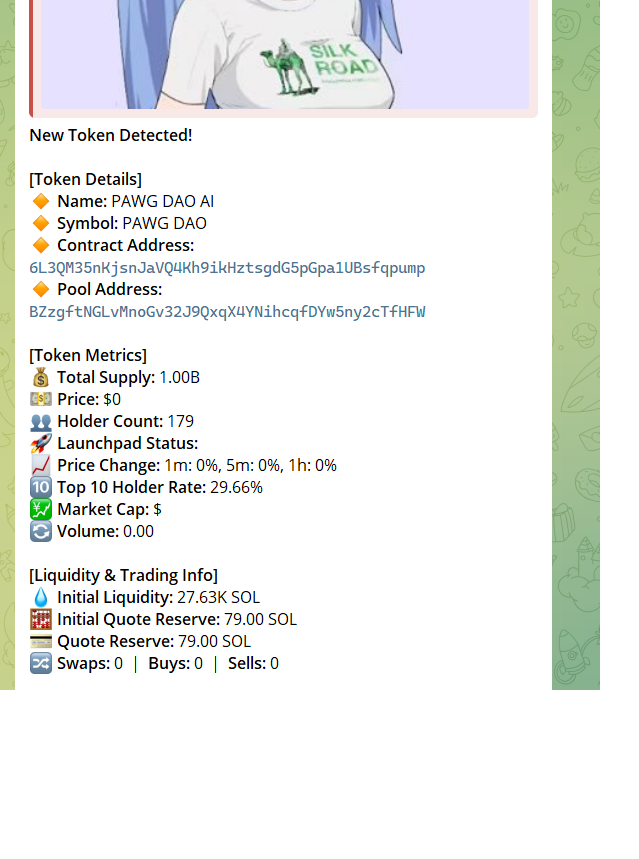 SILK
ROAD
New Token Detected!
[Token Details]
🔶 Name: PAWG DAO AI
🔶 Symbol: PAWG DAO
🔶 Contract Address:
6L3QM35nKjsnJaVQ4Kh9ikHztsgdG5pGpa1UBsfqpump
🔶 Pool Address:
BZzgftNGLvMnoGv32J9QxqX4YNihcqfDYw5ny2cTfHFW
[Token Metrics]
💰 Total Supply: 1.00B
💵 Price: $0
👥 Holder Count: 179
🚀 Launchpad Status:
📈 Price Change: 1m: 0%, 5m: 0%, 1h: 0%
🔟 Top 10 Holder Rate: 29.66%
💹 Market Cap: $
🔄 Volume: 0.00
[Liquidity & Trading Info]
💧 Initial Liquidity: 27.63K SOL
🧮 Initial Quote Reserve: 79.00 SOL
💳 Quote Reserve: 79.00 SOL
🔀 Swaps: 0 | Buys: 0 | Sells: 0